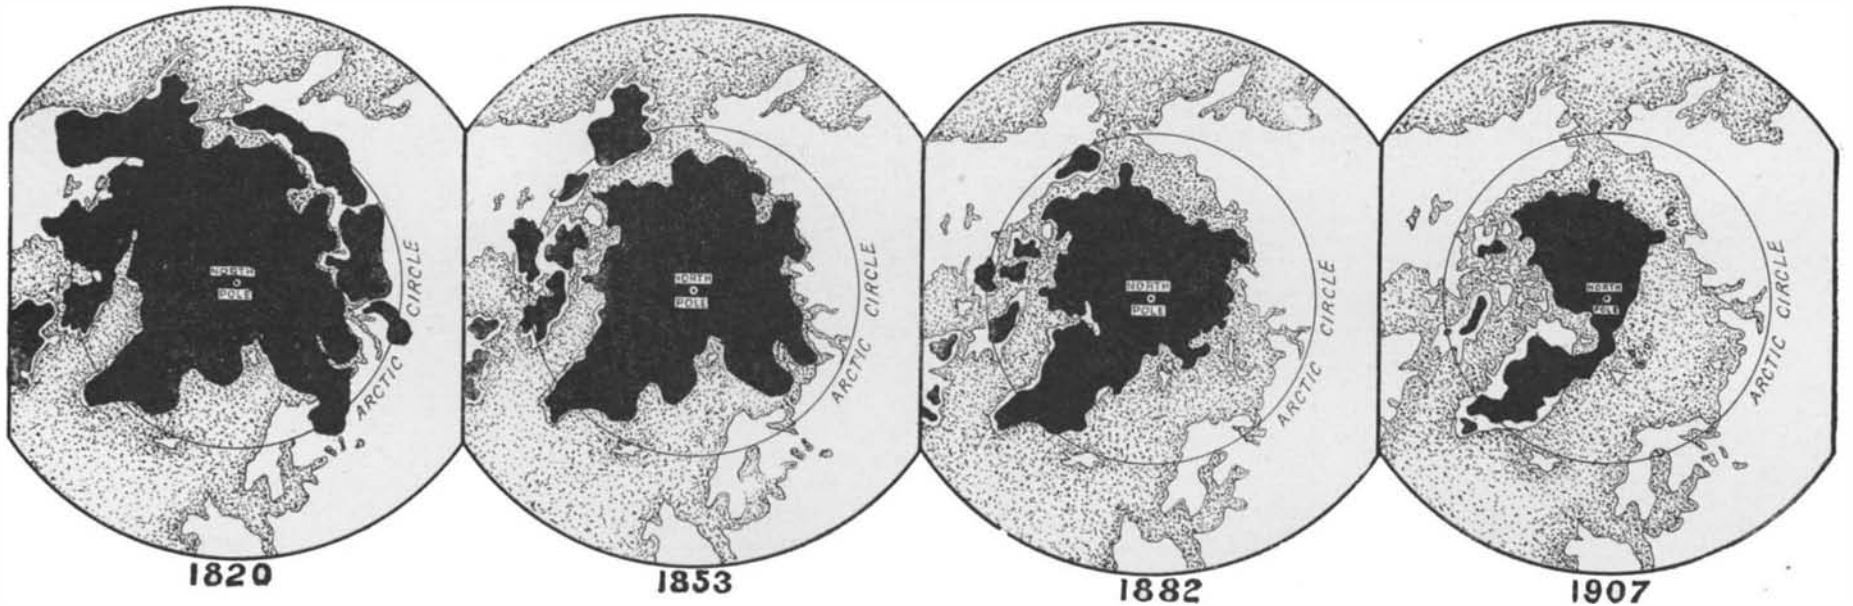 NORTH
POLE
ARCTIC CIRCLE
1820
NORTH
POLE
ARCTIC CIRCLE
1853
NORTH
POLE
ARCTIC CIRCLE
1882
NORTH
POLE
ARCTIC CIRCLE
1907